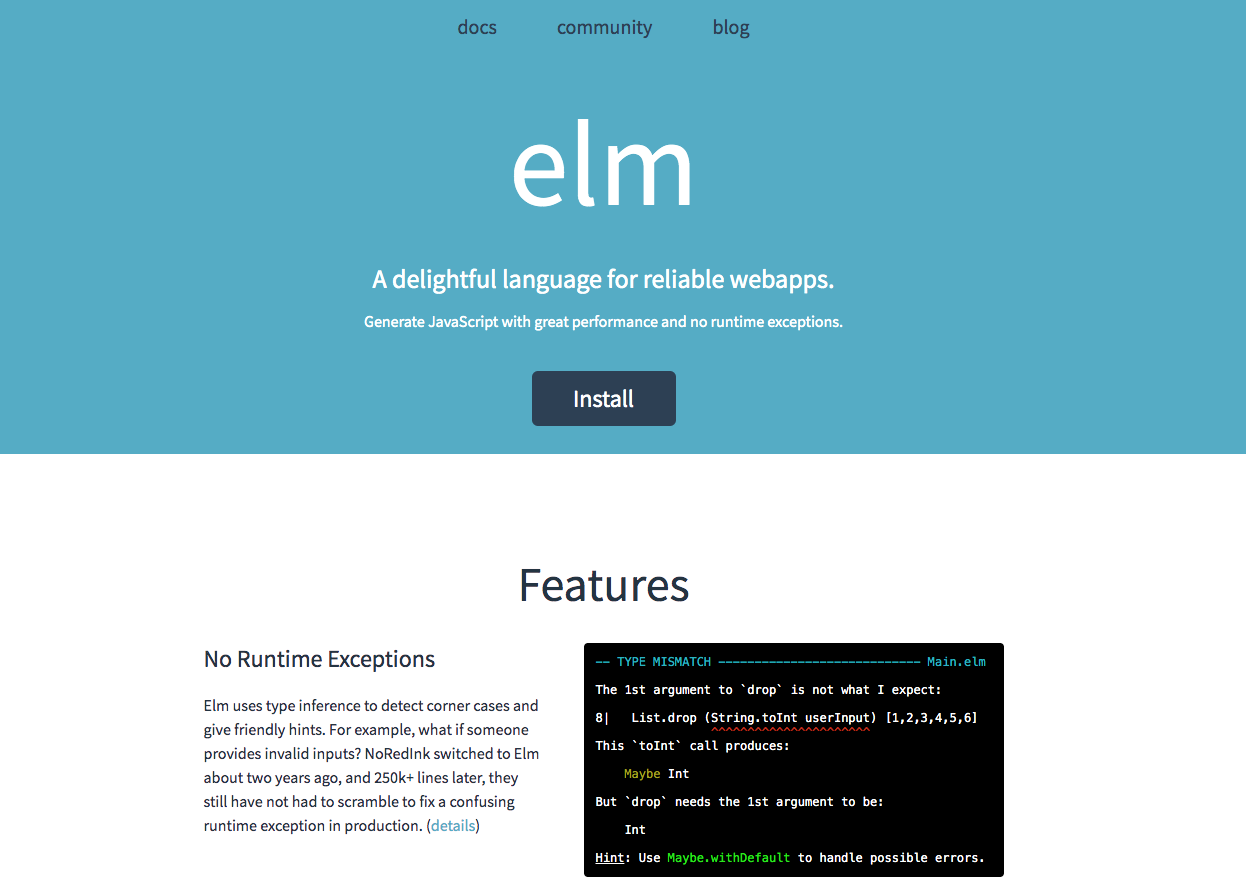 docs community blog
elm
A delightful language for reliable webapps.
Generate JavaScript with great performance and no runtime exceptions.
Install
Features
No Runtime Exceptions
Elm uses type inference to detect corner cases and
give friendly hints. For example, what if someone
provides invalid inputs? NoRedInk switched to Elm
about two years ago, and 250k+ lines later, they
still have not had to scramble to fix a confusing
runtime exception in production. (details)
-- TYPE MISMATCH ---------------------------- Main.elm
The 1st argument to `drop` is not what I expect:
8|   List.drop (String.toInt userInput) [1,2,3,4,5,6]
This `toInt` call produces:
    Maybe Int
But `drop` needs the 1st argument to be:
    Int
Hint: Use Maybe.withDefault to handle possible errors.